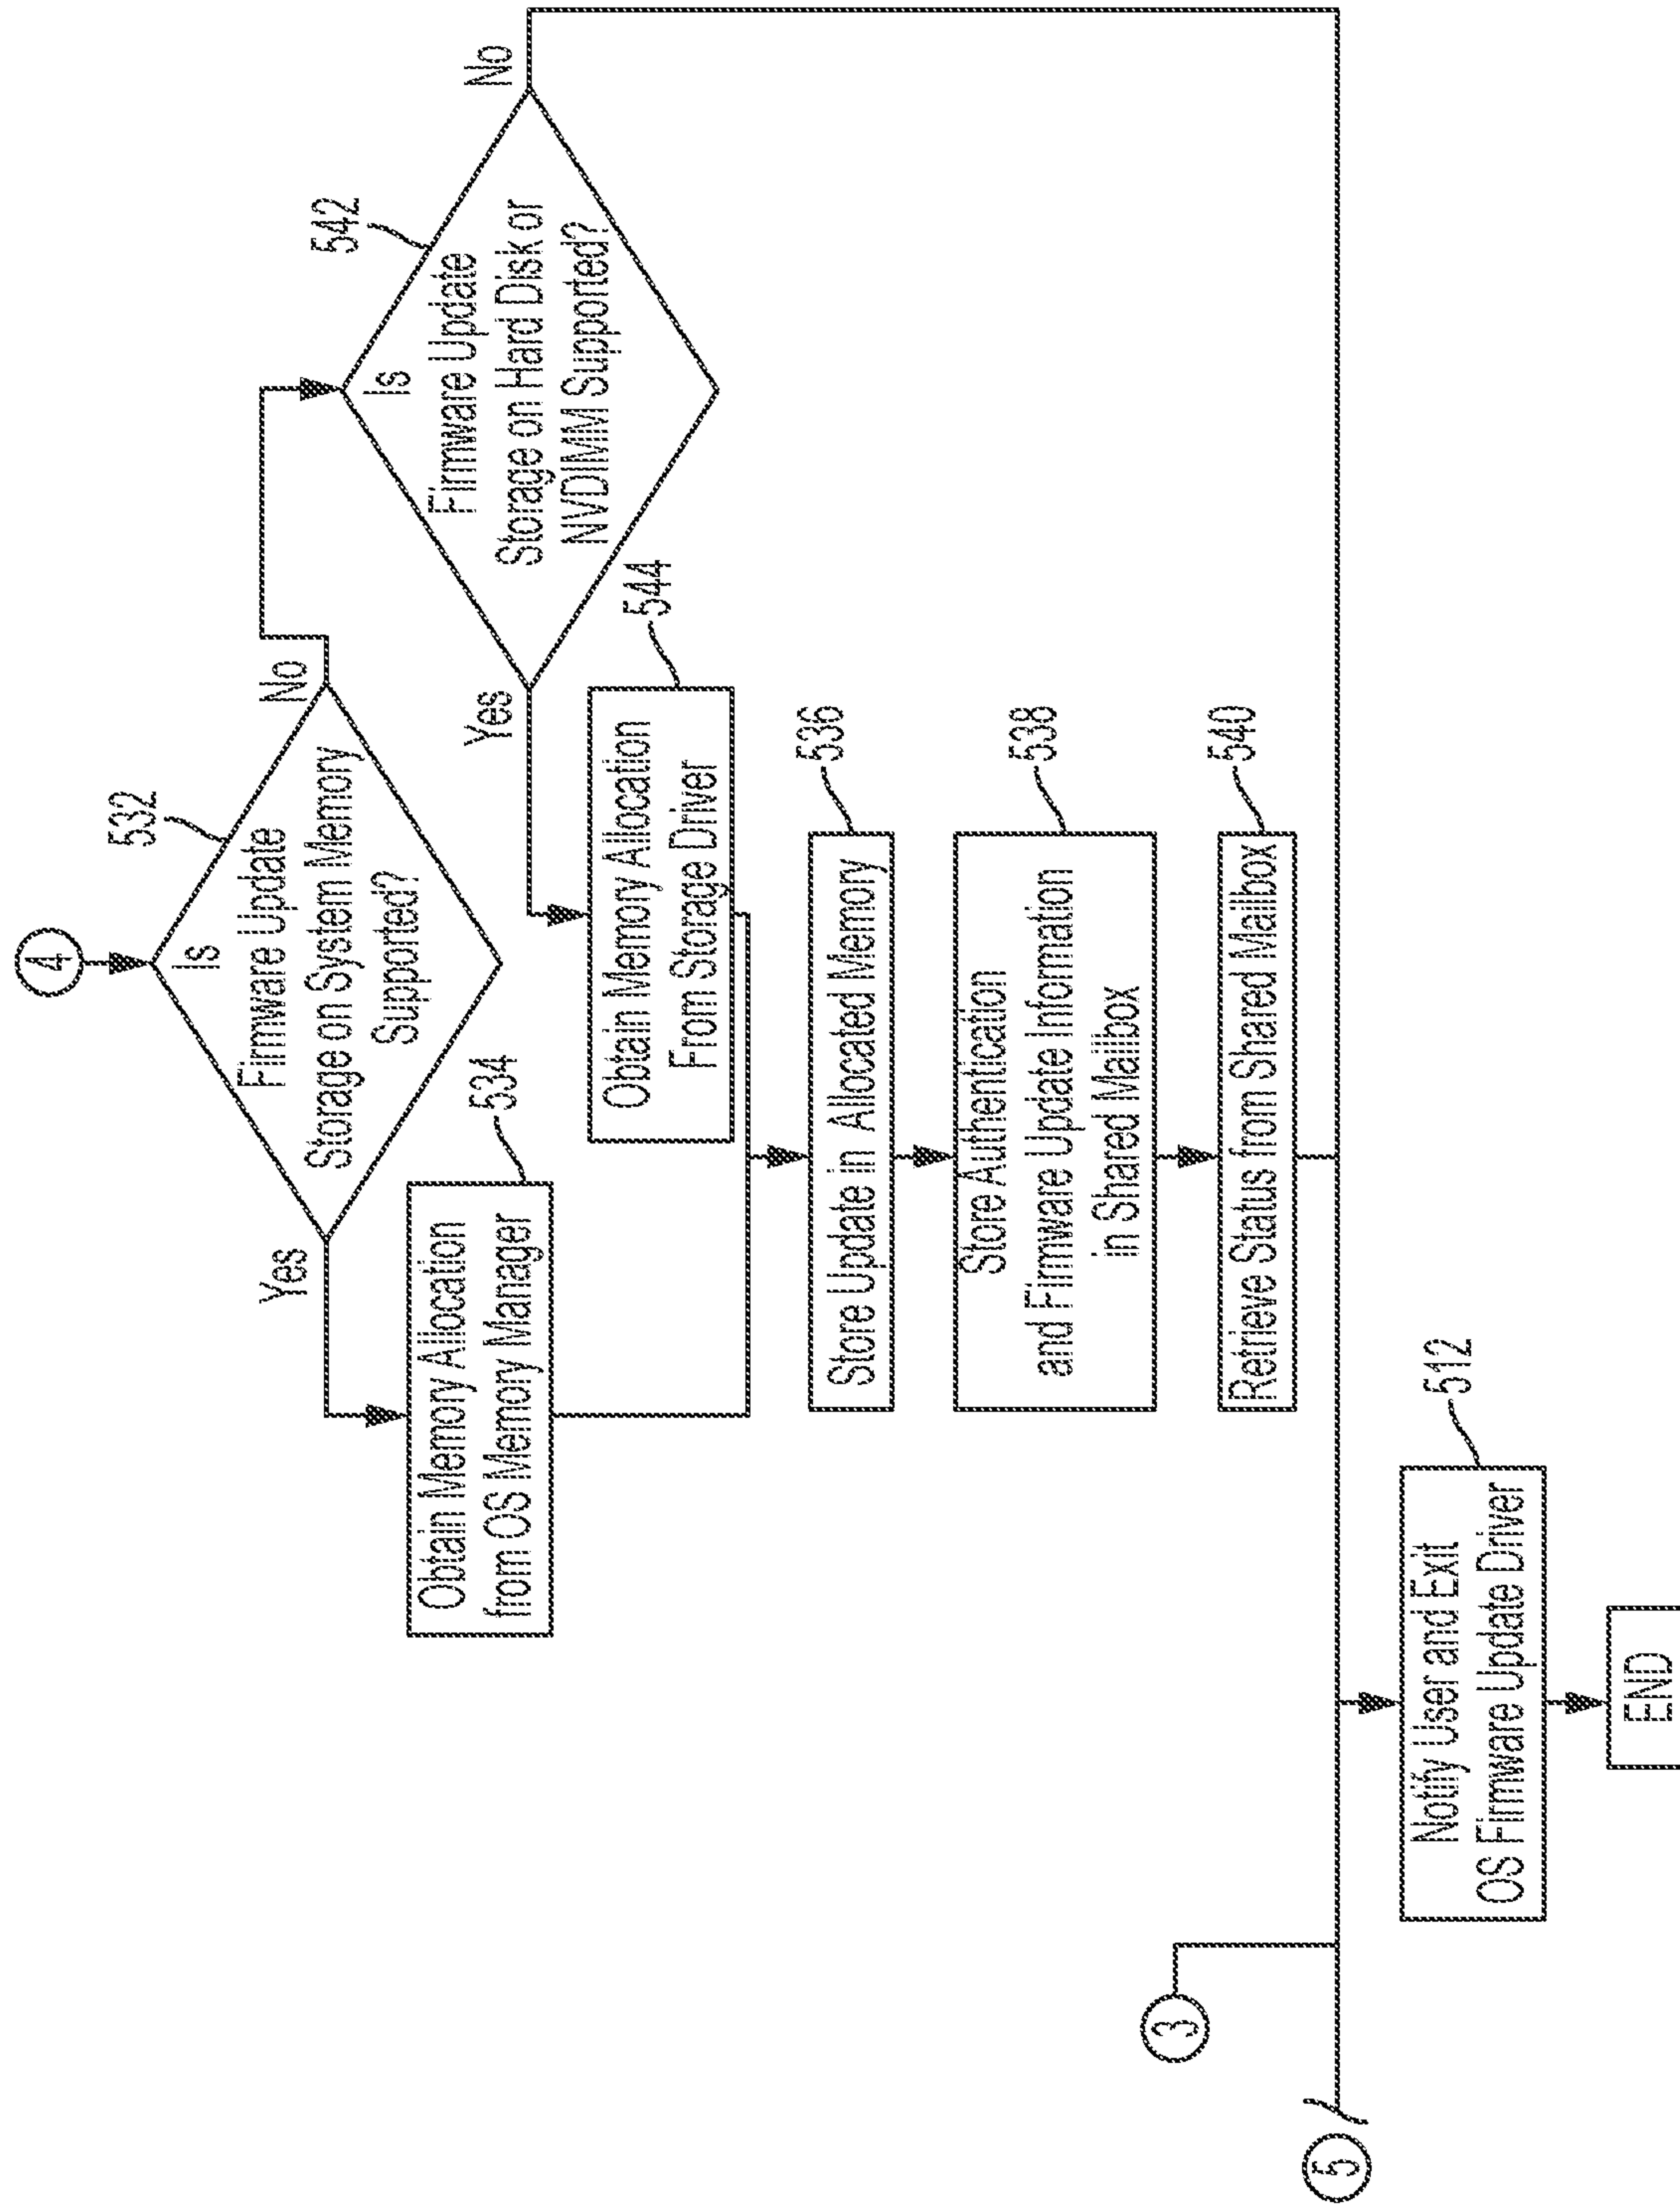 4
532
Is
Firmware Update
Storage on System Memory
Supported?
Yes
No
534
Obtain Memory Allocation
from OS Memory Manager
542
Is
Firmware Update
Storage on Hard Disk or
NVDIMM Supported?
Yes
No
544
Obtain Memory Allocation
From Storage Driver
536
Store Update in Allocated Memory
538
Store Authentication
and Firmware Update Information
in Shared Mailbox
540
Retrieve Status from Shared Mailbox
3
5
512
Notify User and Exit
OS Firmware Update Driver
END